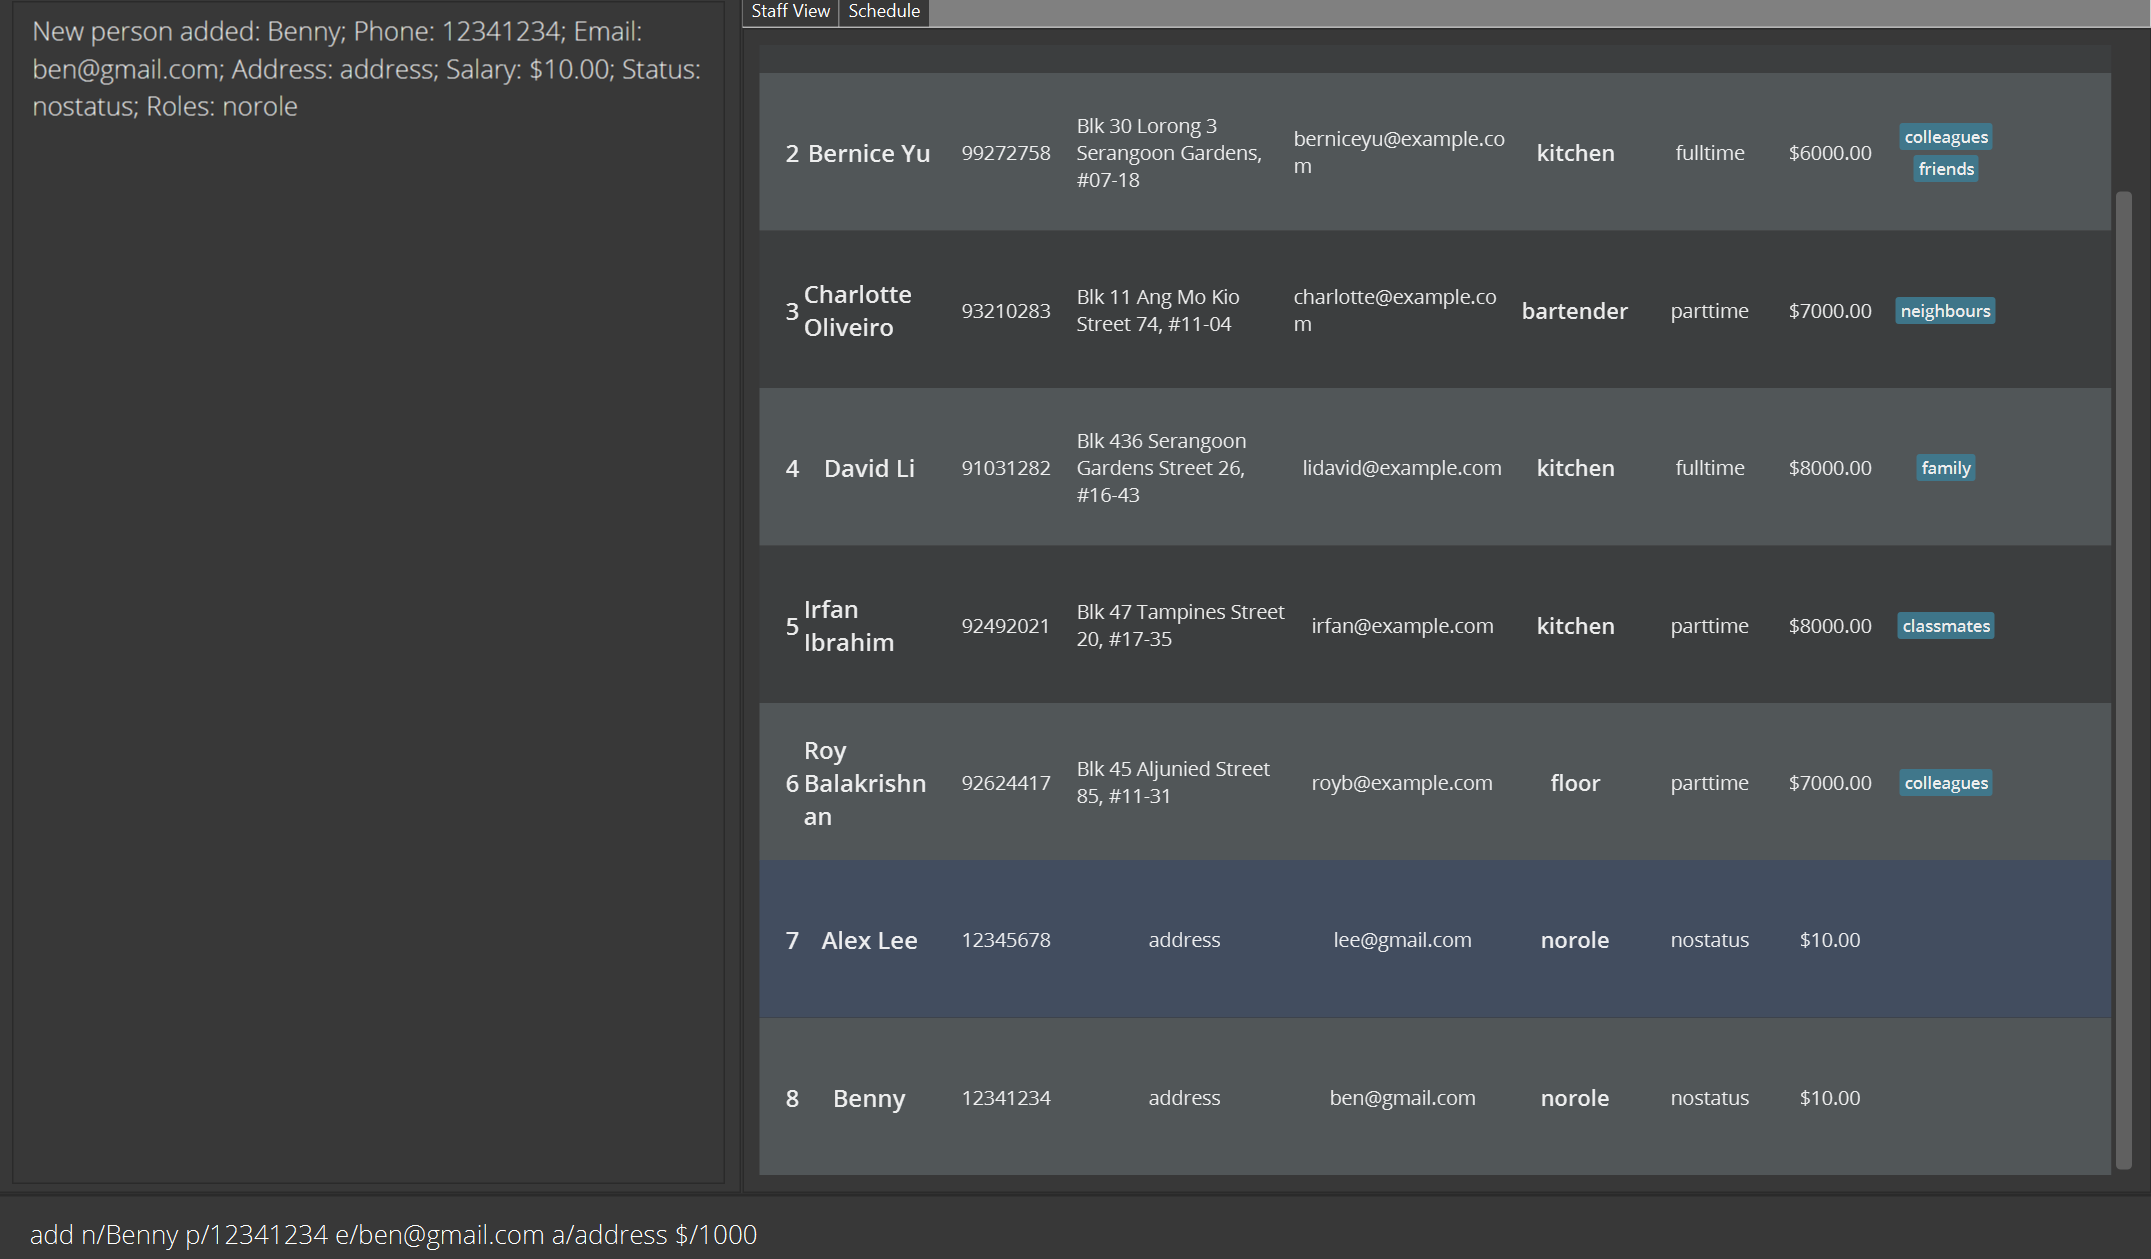 New person added: Benny; Phone: 12341234; Email:
ben@gmail.com; Address: address; Salary: $10.00; Status:
nostatus; Roles: norole
Staff View Schedule
2 Bernice Yu 99272758 Blk 30 Lorong 3
Serangoon Gardens,
#07-18 berniceyu@example.co
m kitchen fulltime $6000.00 colleagues
friends
3 Charlotte
Oliveiro 93210283 Blk 11 Ang Mo Kio
Street 74, #11-04 charlotte@example.co
m bartender parttime $7000.00 neighbours
4 David Li 91031282 Blk 436 Serangoon
Gardens Street 26,
#16-43 lidavid@example.com kitchen fulltime $8000.00 family
5 Irfan
Ibrahim 92492021 Blk 47 Tampines Street
20, #17-35 irfan@example.com kitchen parttime $8000.00 classmates
6 Roy
Balakrishn
an 92624417 Blk 45 Aljunied Street
85, #11-31 royb@example.com floor parttime $7000.00 colleagues
7 Alex Lee 12345678 address lee@gmail.com norole nostatus $10.00
8 Benny 12341234 address ben@gmail.com norole nostatus $10.00
add n/Benny p/12341234 e/ben@gmail.com a/address $/1000